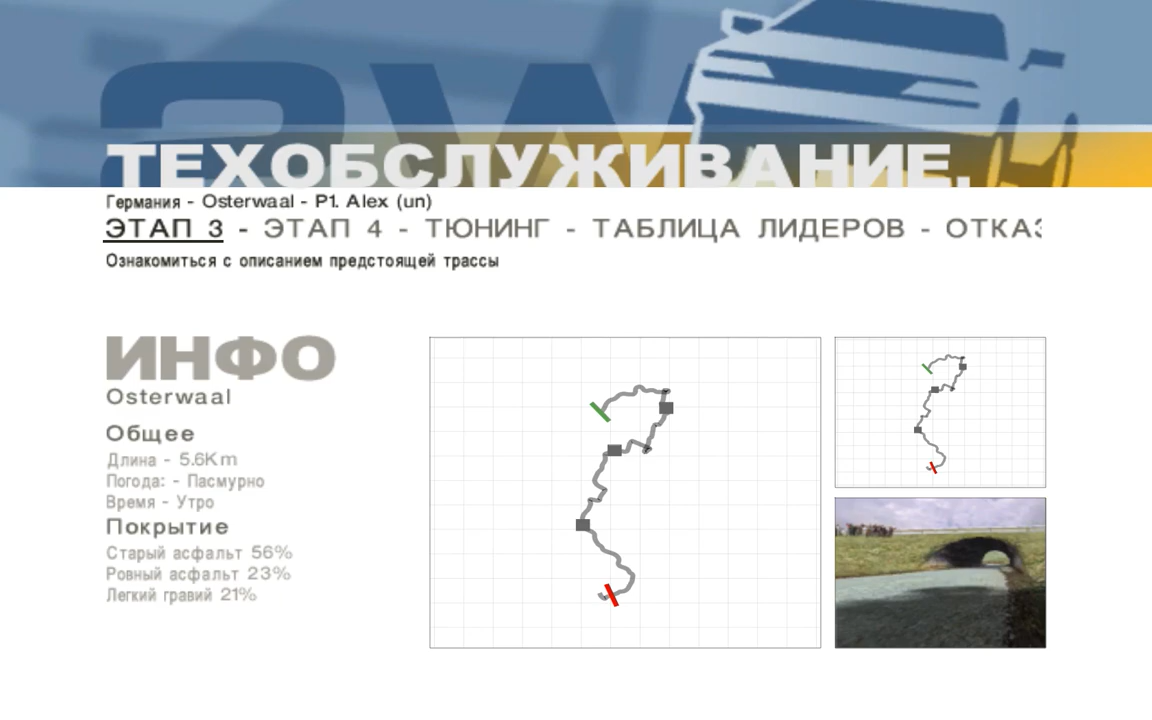 ТЕХОБСЛУЖИВАНИЕ.
Германия - Osterwaal - P1. Alex (un)
ЭТАП 3 - ЭТАП 4 - ТЮНИНГ - ТАБЛИЦА ЛИДЕРОВ - ОТКАЗ
Ознакомиться с описанием предстоящей трассы
ИНФО
Osterwaal
Общее
Длина - 5.6Km
Погода: - Пасмурно
Время - Утро
Покрытие
Старый асфальт 56%
Ровный асфальт 23%
Легкий гравий 21%